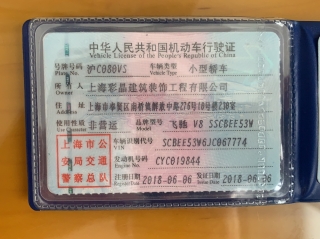 中华人民共和国机动车行驶证
Vehicle License of the People's Republic of China
号牌号码 沪C080VS 车辆类型 小型轿车
Plate No. Vehicle Type
所有人 上海彩晶建筑装饰工程有限公司
Owner
住址
Address
使用性质 非营运 品牌型号 飞驰 V8 SSCBEE53W
Use Character Model
上海市公安局交通警察总队
车辆识别代号 SCBEE53W6JC067774
VIN
发动机号码 CYC019844
Engine No.
注册日期 2018-06-06 发证日期 2018-06-06
Register Date Issue Date